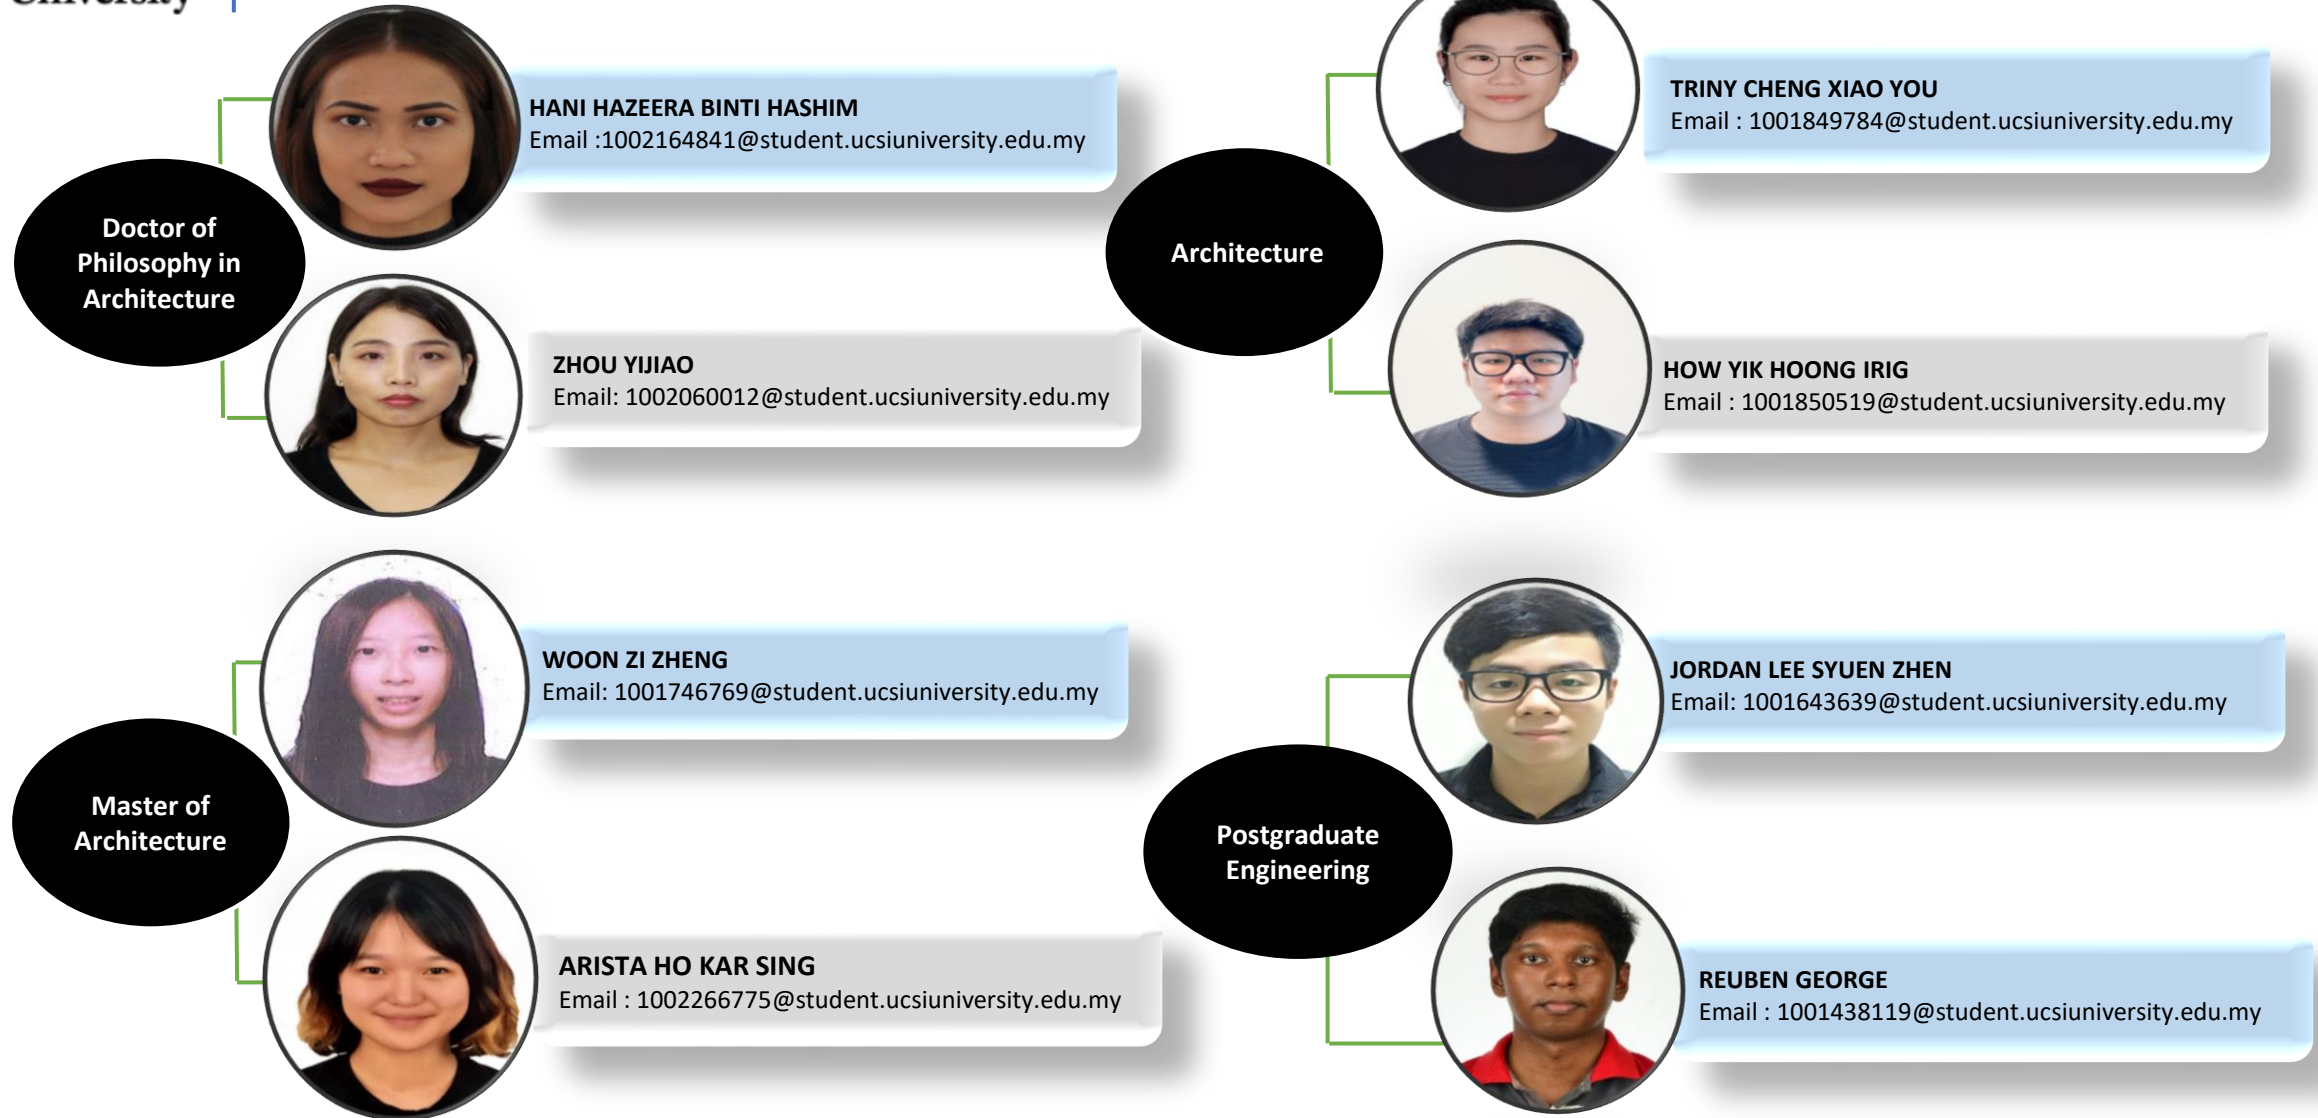 University
Doctor of
Philosophy in
Architecture
HANI HAZEERA BINTI HASHIM
Email :1002164841@student.ucsiuniversity.edu.my
ZHOU YIJIAO
Email: 1002060012@student.ucsiuniversity.edu.my
Architecture
TRINY CHENG XIAO YOU
Email : 1001849784@student.ucsiuniversity.edu.my
HOW YIK HOONG IRIG
Email : 1001850519@student.ucsiuniversity.edu.my
Master of
Architecture
WOON ZI ZHENG
Email: 1001746769@student.ucsiuniversity.edu.my
ARISTA HO KAR SING
Email : 1002266775@student.ucsiuniversity.edu.my
Postgraduate
Engineering
JORDAN LEE SYUEN ZHEN
Email: 1001643639@student.ucsiuniversity.edu.my
REUBEN GEORGE
Email : 1001438119@student.ucsiuniversity.edu.my